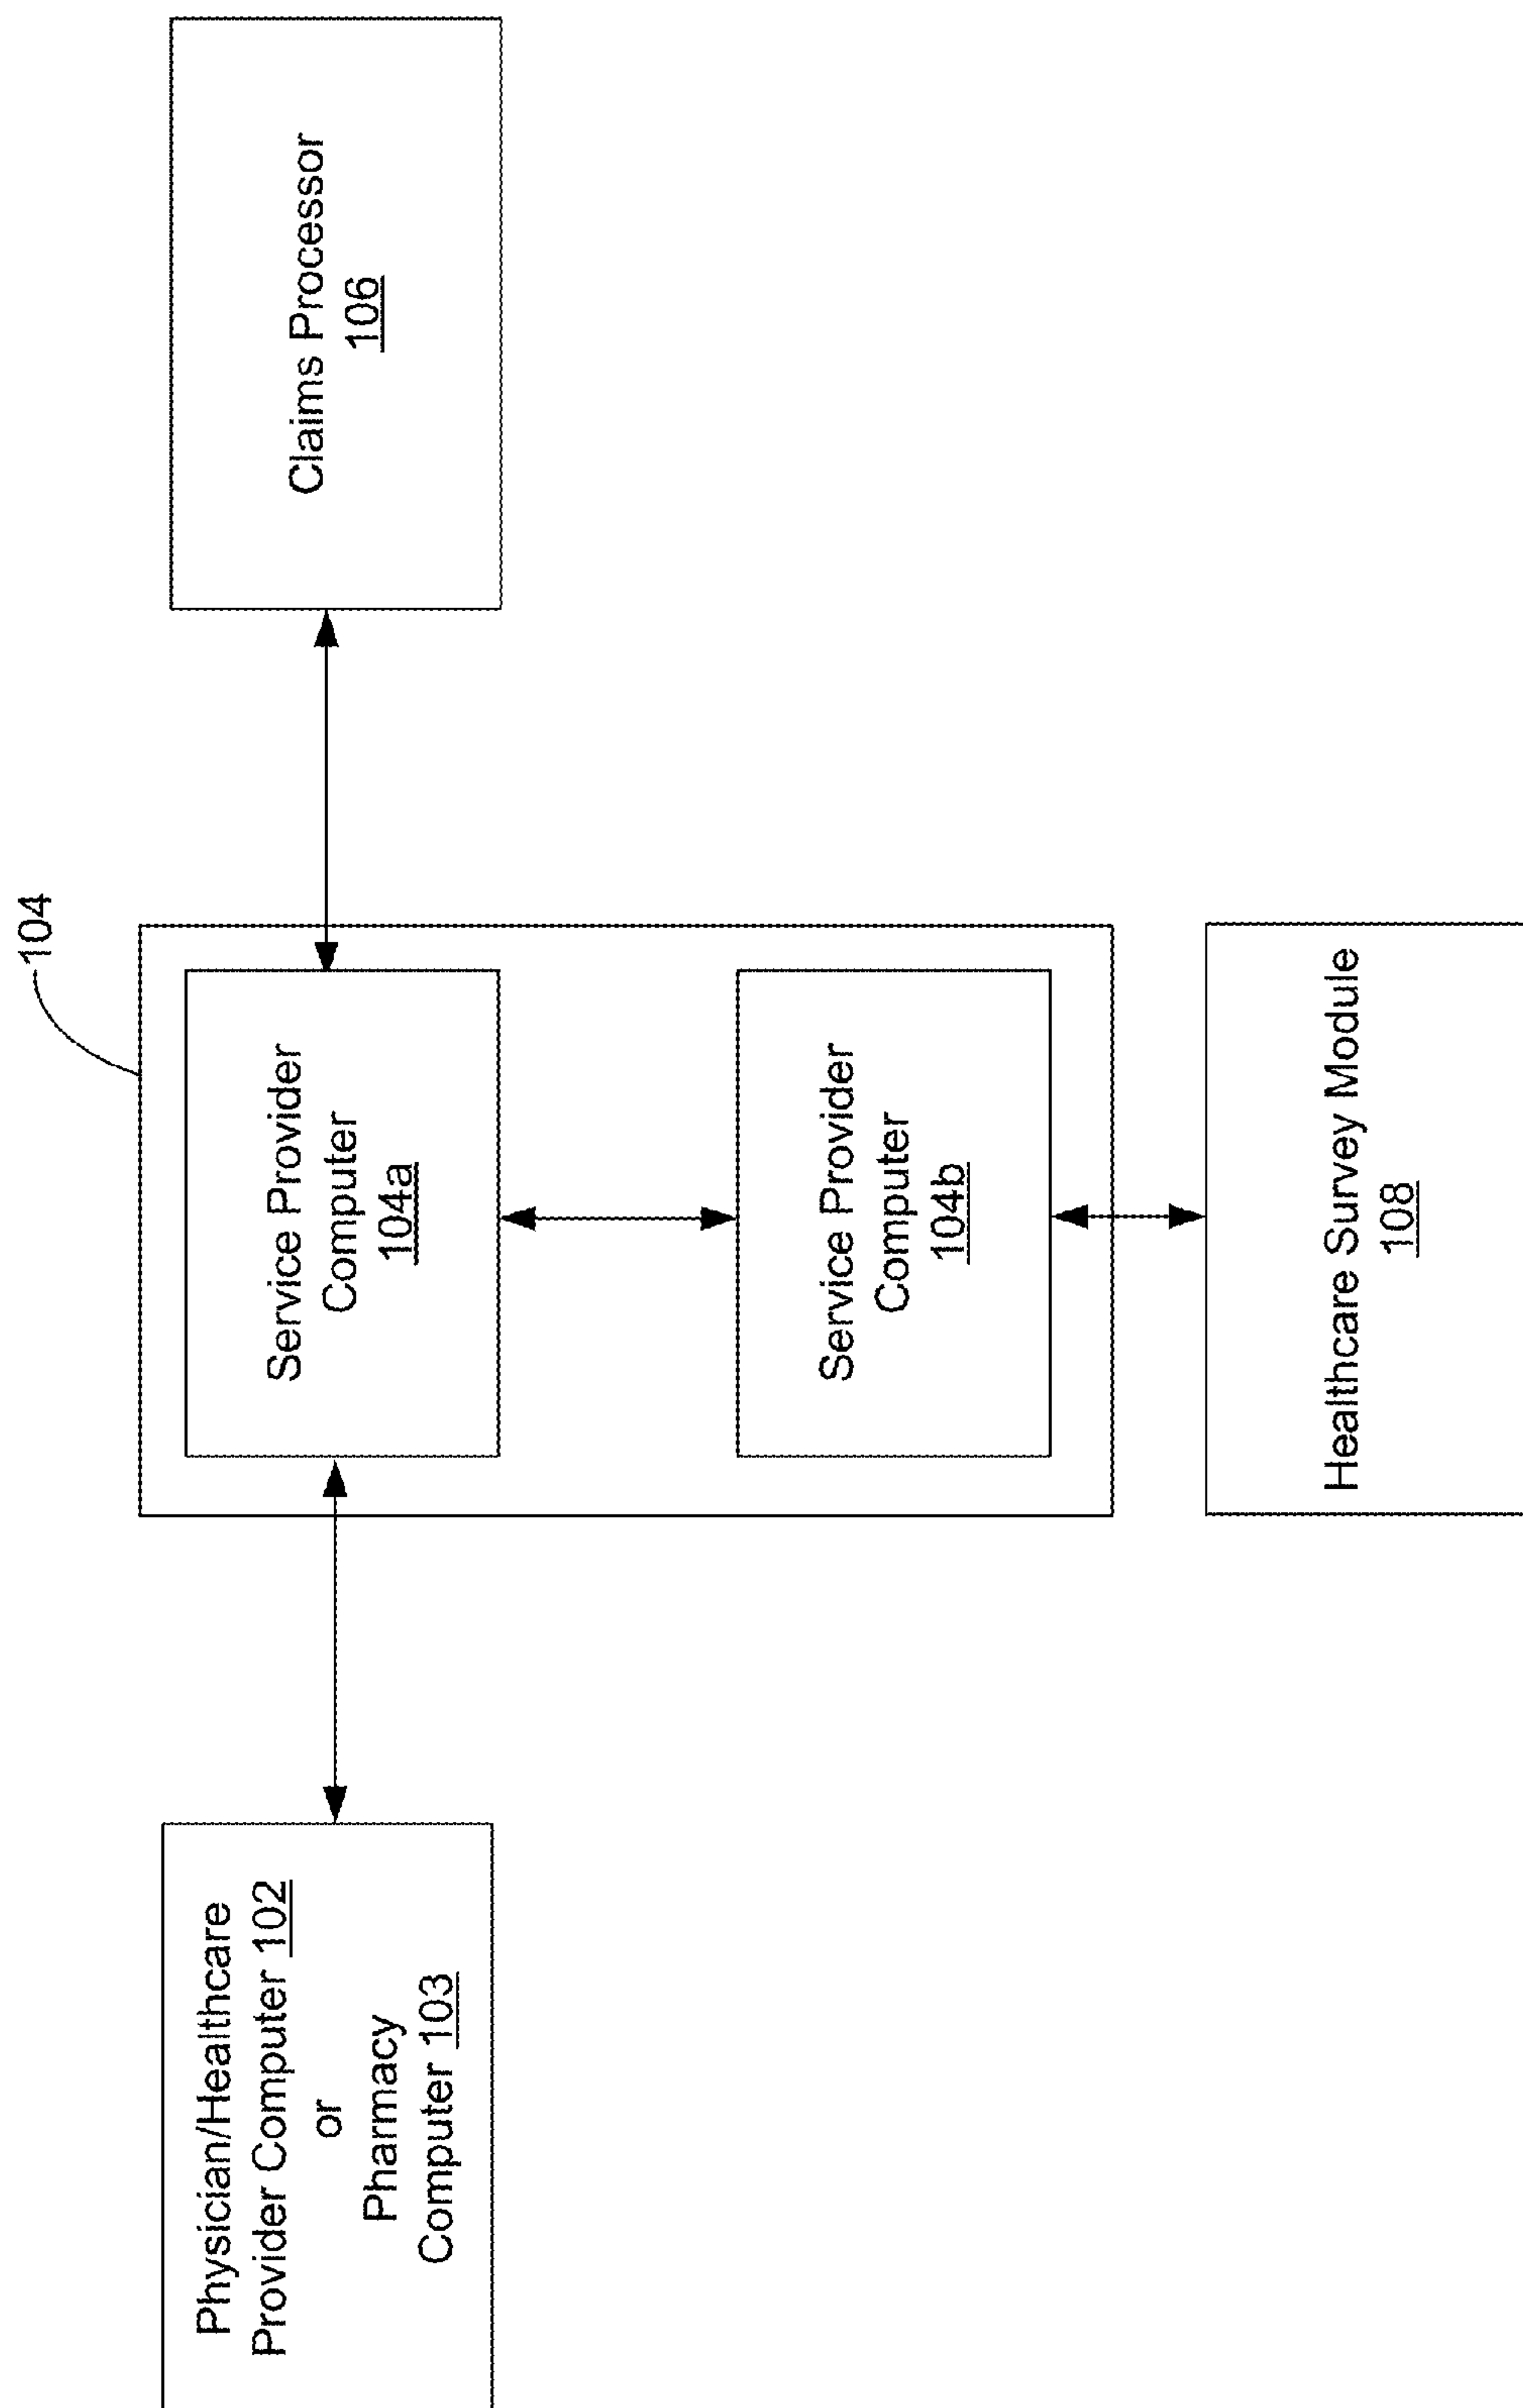 104
Physician/Healthcare
Provider Computer 102
or
Pharmacy
Computer 103
Service Provider
Computer
104a
Claims Processor
106
Service Provider
Computer
104b
Healthcare Survey Module
108